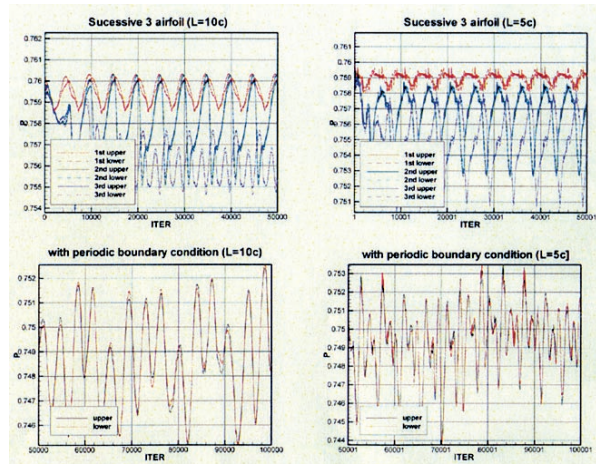 Sucessive 3 airfoil (L=10c)
0.762
0.761
0.76
0.759
0.758
P
0.757
0.756
0.755
0.754
1st upper
1st lower
2nd upper
2nd lower
3rd upper
3rd lower
0
10000
20000
30000
40000
50000
ITER
Sucessive 3 airfoil (L=5c)
0.761
0.76
0.759
0.758
0.757
0.756
P
0.755
0.754
0.753
0.752
0.751
1st upper
1st lower
2nd upper
2nd lower
3rd upper
3rd lower
1
10001
20001
30001
40001
ITER
with periodic boundary condition (L=10c)
0.752
0.751
0.75
0.749
P
0.748
0.747
0.746
upper
lower
50000
60000
70000
80000
90000
100000
ITER
with periodic boundary condition (L=5c]
0.753
0.752
0.751
0.75
0.749
P
0.748
0.747
0.746
0.745
0.744
upper
lower
50001
60001
70001
80001
90001
100001
ITER